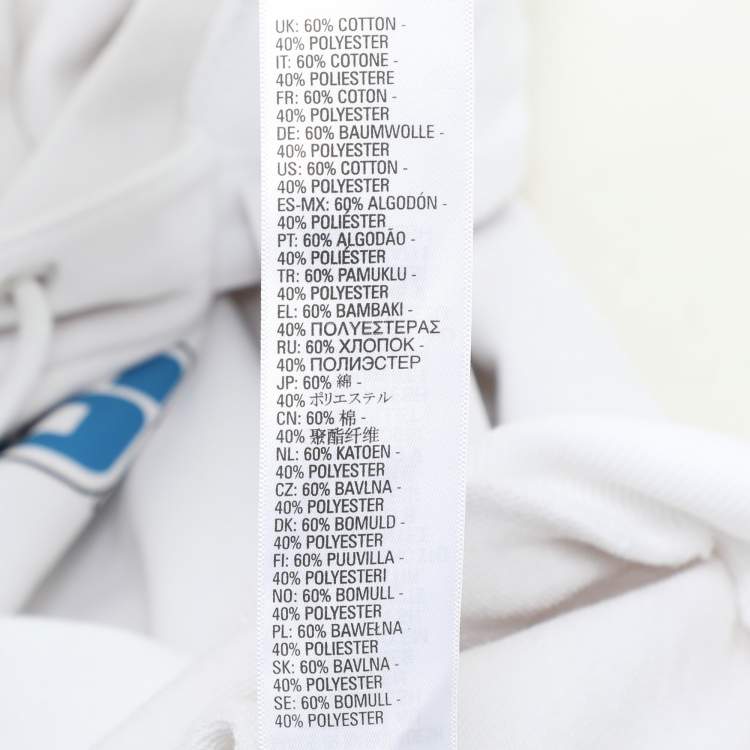 UK: 60% COTTON -
40% POLYESTER
IT: 60% COTONE -
40% POLIESTERE
FR: 60% COTON -
40% POLYESTER
DE: 60% BAUMWOLLE -
40% POLYESTER
US: 60% COTTON -
40% POLYESTER
ES-MX: 60% ALGODÓN -
40% POLIÉSTER
PT: 60% ALGODÃO -
40% POLIÉSTER
TR: 60% PAMUKLU -
40% POLYESTER
EL: 60% BAMBAKI -
40% ΠΟΛΥΕΣΤΕΡΑΣ
RU: 60% ХЛОПОК -
40% ПОЛИЭСТЕР
JP: 60% 綿 -
40% ポリエステル
CN: 60% 棉 -
40% 聚酯纤维
NL: 60% KATOEN -
40% POLYESTER
CZ: 60% BAVLNA -
40% POLYESTER
DK: 60% BOMULD -
40% POLYESTER
FI: 60% PUUVILLA -
40% POLYESTERI
NO: 60% BOMULL -
40% POLYESTER
PL: 60% BAWEŁNA -
40% POLIESTER
SK: 60% BAVLNA -
40% POLYESTER
SE: 60% BOMULL -
40% POLYESTER